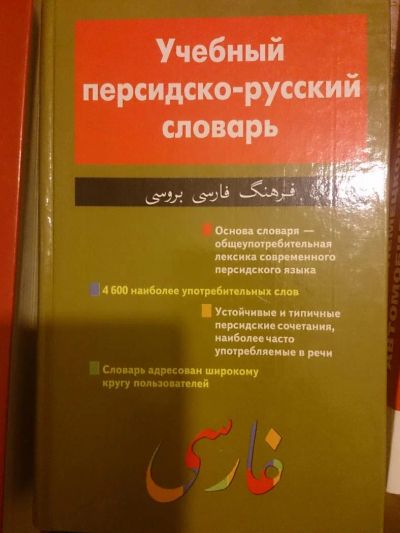 Учебный
персидско-русский
словарь
فرهنگ فارسی بروسی
Основа словаря —
общеупотребительная
лексика современного
персидского языка
4 600 наиболее употребительных слов
Устойчивые и типичные
персидские сочетания,
наиболее часто
употребляемые в речи
Словарь адресован широкому
кругу пользователей
فارسی